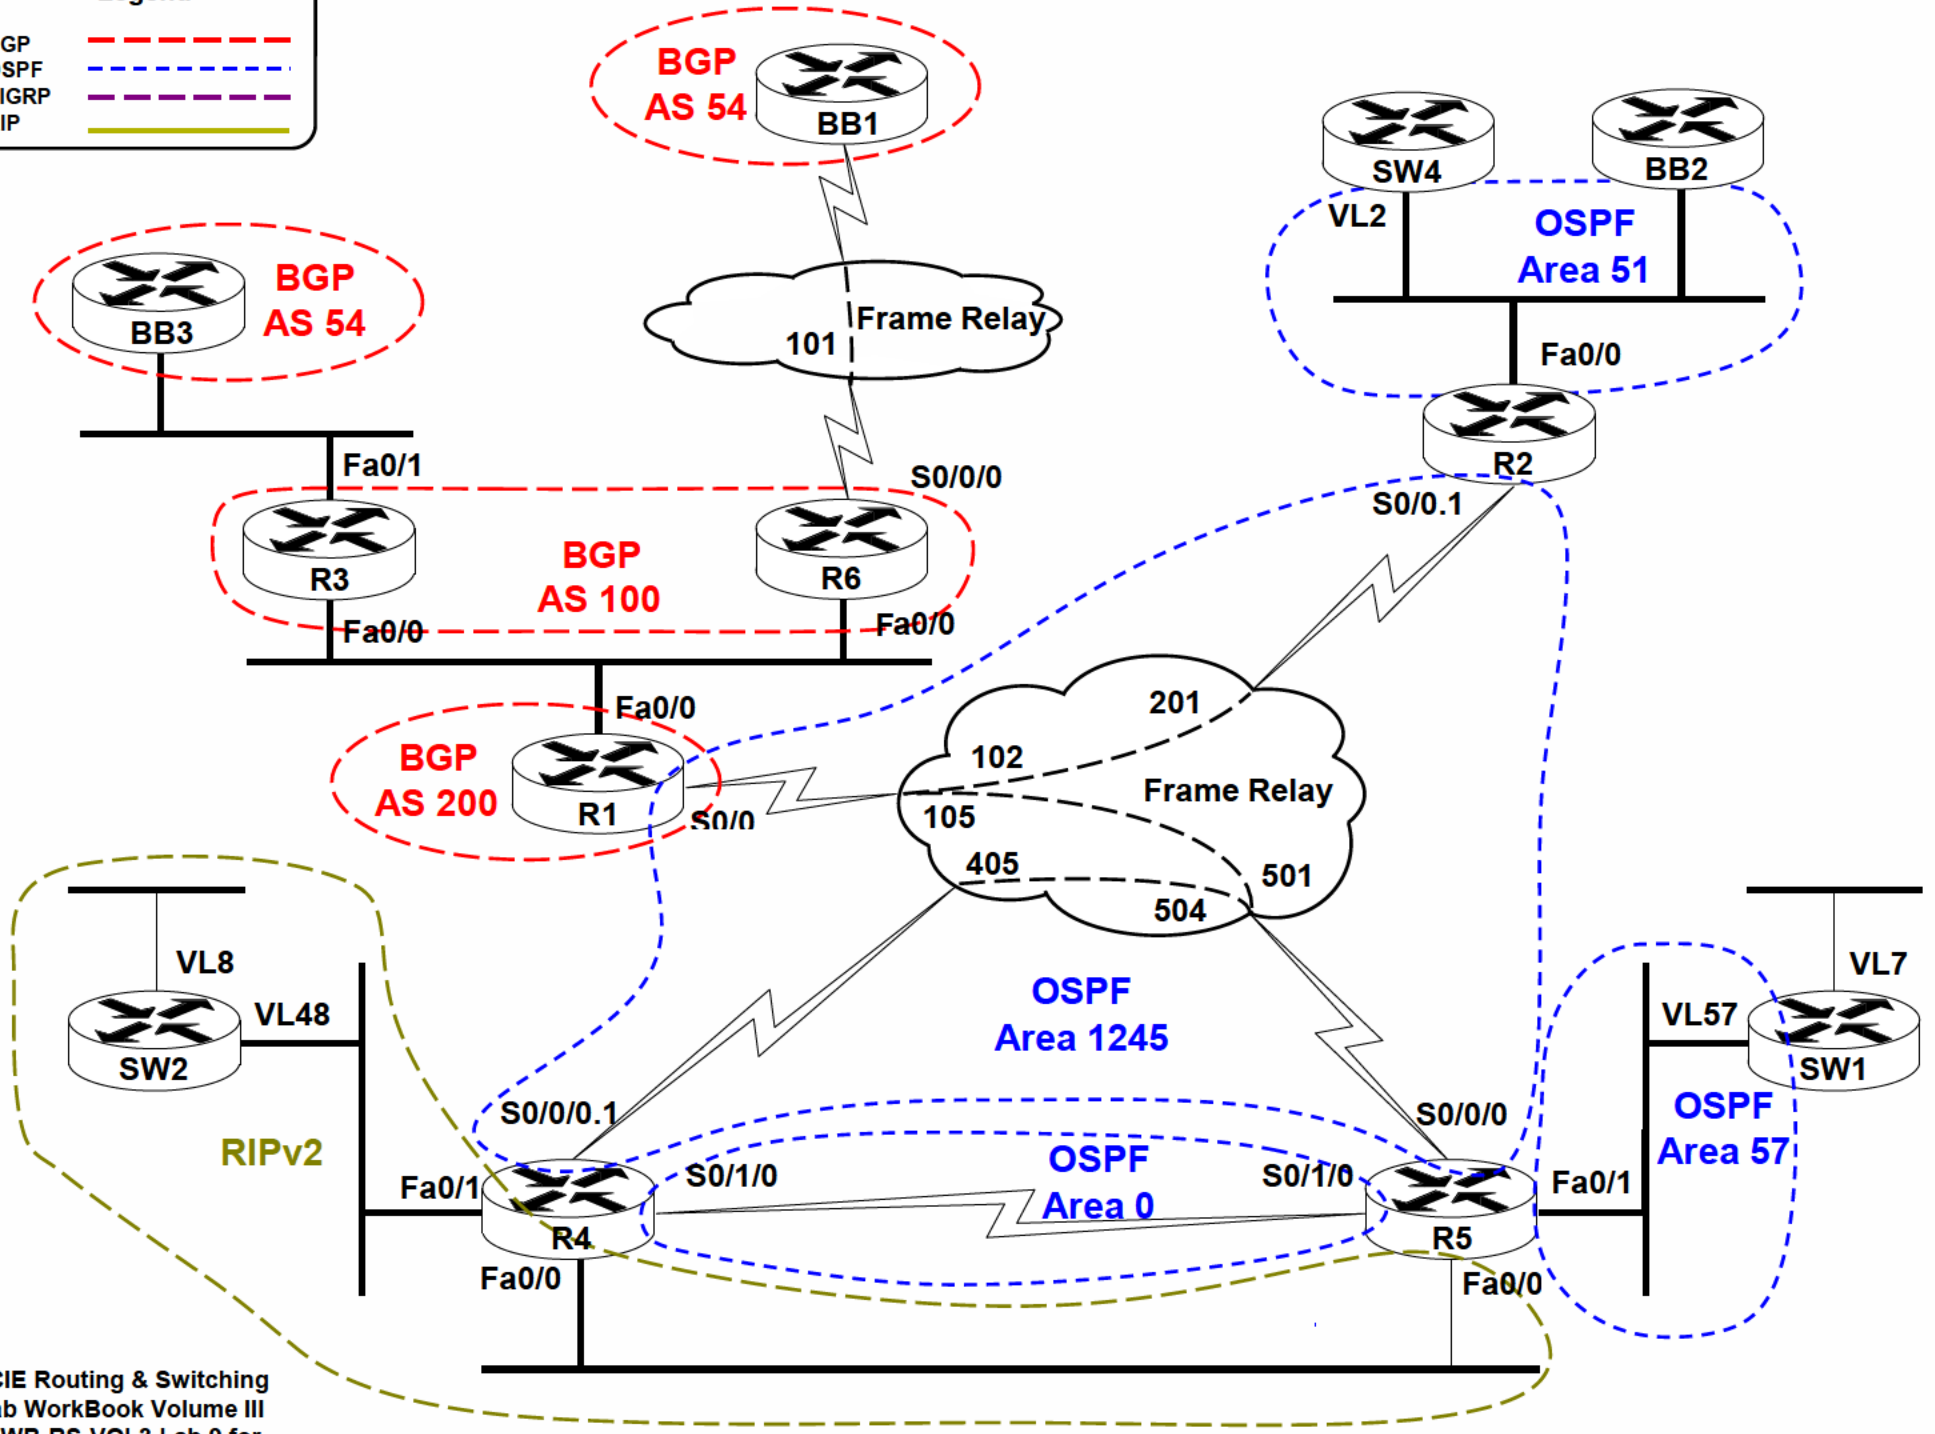 GP
SPF
IGRP
IP
BGP
AS 54
BB1
SW4
BB2
VL2
OSPF
Area 51
BGP
AS 54
BB3
Frame Relay
101
Fa0/0
R2
Fa0/1
S0/0/0
S0/0.1
R3
BGP
AS 100
R6
Fa0/0
Fa0/0
Fa0/0
201
102
Frame Relay
BGP
AS 200
R1
S0/0
105
405
501
504
VL8
VL48
SW2
OSPF
Area 1245
VL7
VL57
SW1
OSPF
Area 57
RIPv2
S0/0/0.1
S0/0/0
Fa0/1
S0/1/0
OSPF
Area 0
S0/1/0
Fa0/1
R4
R5
Fa0/0
Fa0/0
CIE Routing & Switching
ab WorkBook Volume III